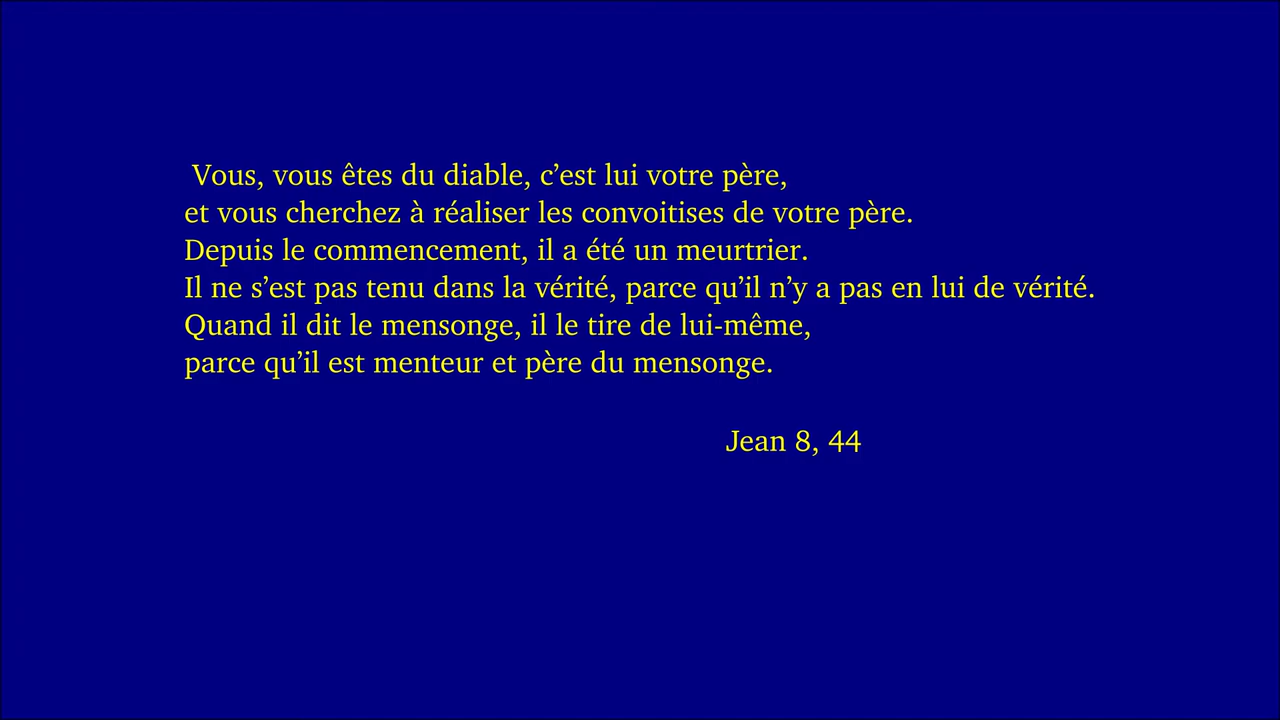 Vous, vous êtes du diable, c’est lui votre père,
et vous cherchez à réaliser les convoitises de votre père.
Depuis le commencement, il a été un meurtrier.
Il ne s’est pas tenu dans la vérité, parce qu’il n’y a pas en lui de vérité.
Quand il dit le mensonge, il le tire de lui-même,
parce qu’il est menteur et père du mensonge.
Jean 8, 44